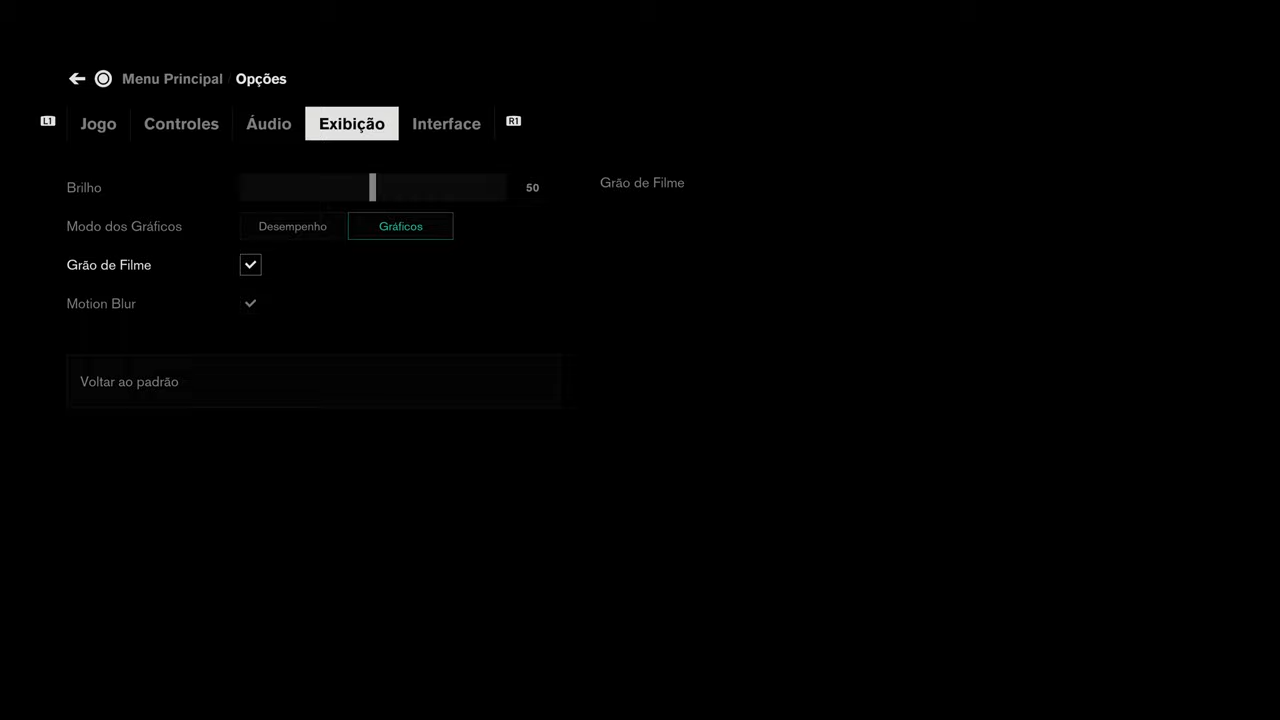 Menu Principal / Opções
L1 Jogo Controles Áudio Exibição Interface R1
Brilho 50
Modo dos Gráficos Desempenho Gráficos
Grão de Filme
Motion Blur
Voltar ao padrão
Grão de Filme